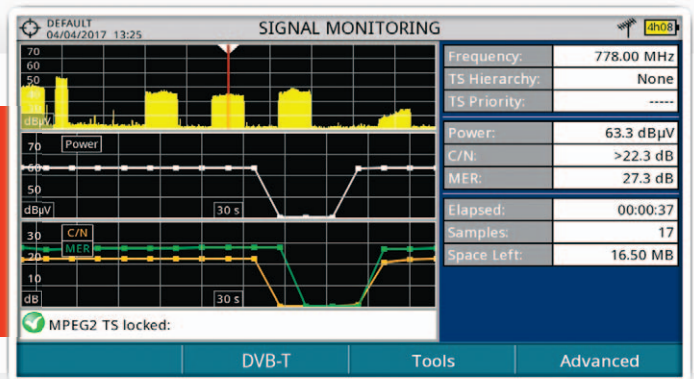 DEFAULT
04/04/2017 13:25
SIGNAL MONITORING
4h08
70
60
50
dBµV
Frequency: 778.00 MHz
TS Hierarchy: None
TS Priority: -----
70
Power
60
50
dBµV
30 s
Power: 63.3 dBµV
C/N: >22.3 dB
MER: 27.3 dB
30
C/N
MER
20
10
dB
30 s
Elapsed: 00:00:37
Samples: 17
Space Left: 16.50 MB
MPEG2 TS locked:
DVB-T
Tools
Advanced